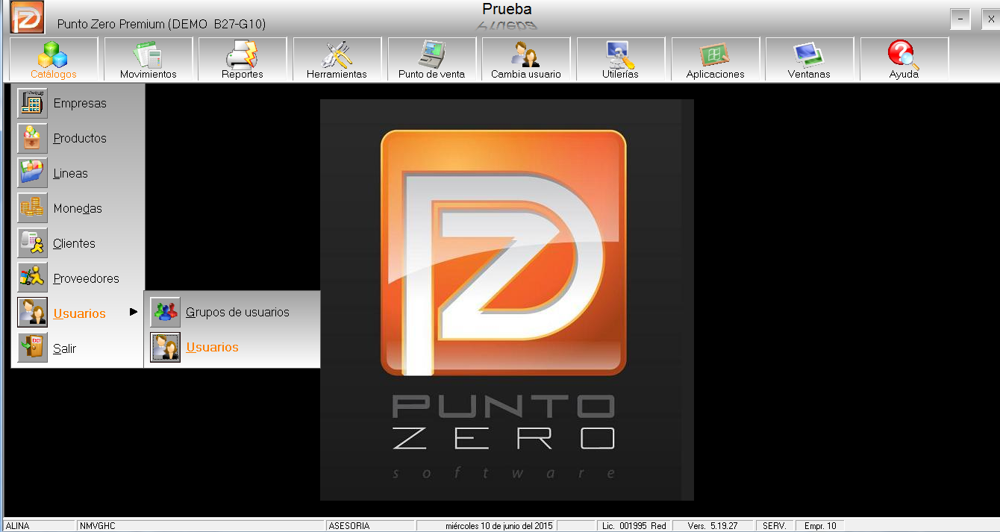 Prueba
Punto Zero Premium (DEMO B27-G10)
Catálogos Movimientos Reportes Herramientas Punto de venta Cambia usuario Utilerías Aplicaciones Ventanas Ayuda
Empresas
Productos
Lineas
Monedas
Clientes
Proveedores
Usuarios
Salir
Grupos de usuarios
Usuarios
EXIT
PUNTO
ZERO
software
ALINA NMVGHC ASESORIA miércoles 10 de junio del 2015 Lic. 001995 Red Vers. 5.19.27 SERV. Empr. 10